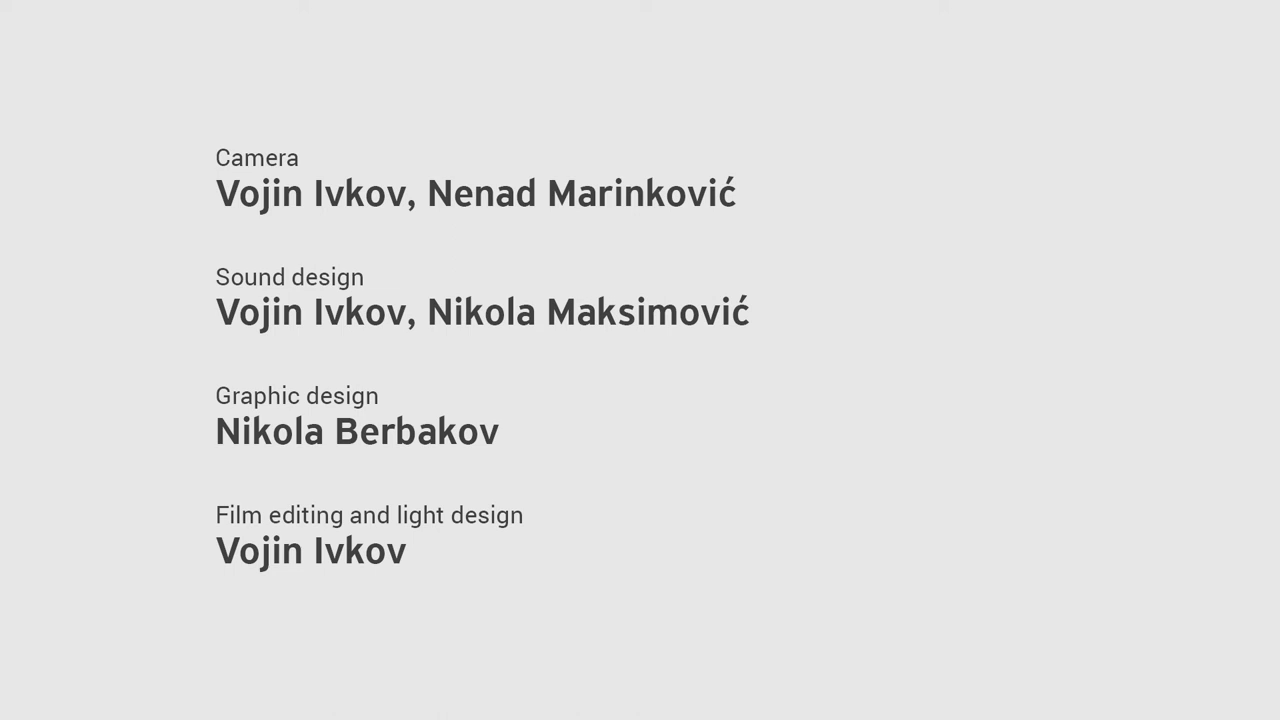 Camera
Vojin Ivkov, Nenad Marinković
Sound design
Vojin Ivkov, Nikola Maksimović
Graphic design
Nikola Berbakov
Film editing and light design
Vojin Ivkov